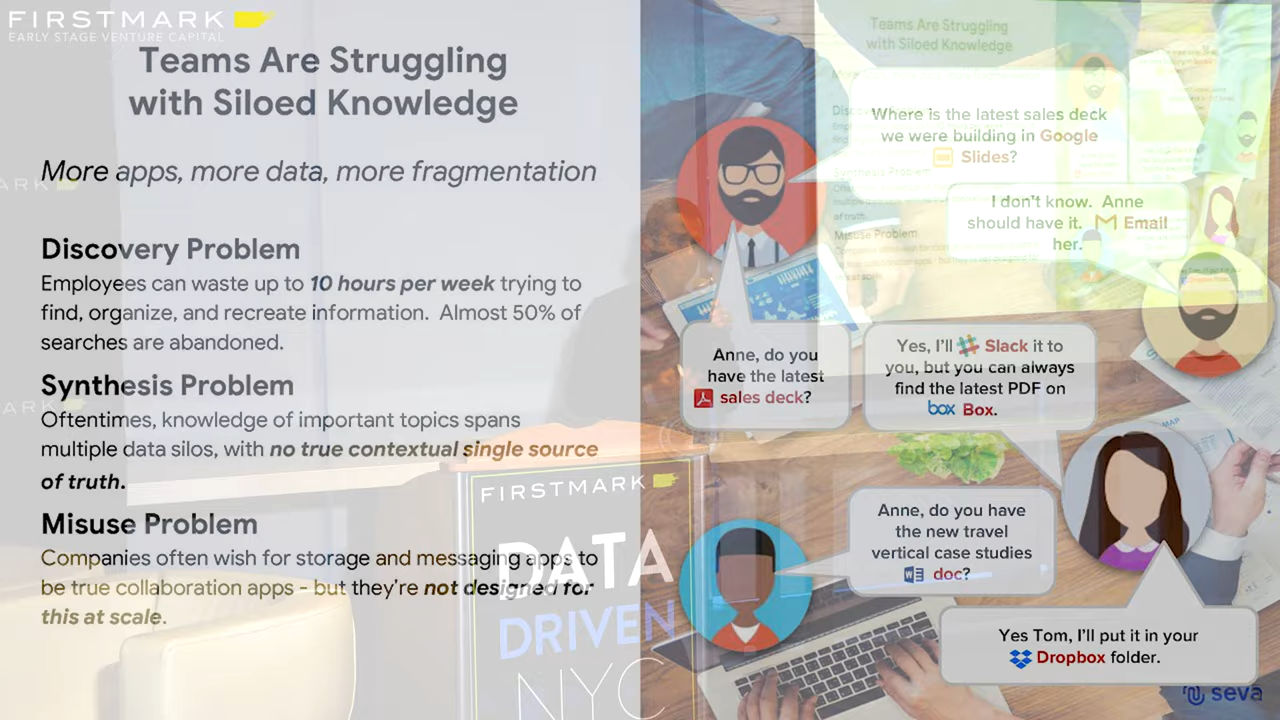 FIRSTMARK
EARLY STAGE VENTURE CAPITAL
Teams Are Struggling
with Siloed Knowledge
More apps, more data, more fragmentation
Discovery Problem
Employees can waste up to 10 hours per week trying to
find, organize, and recreate information. Almost 50% of
searches are abandoned.
Synthesis Problem
Oftentimes, knowledge of important topics spans
multiple data silos, with no true contextual single source
of truth.
Misuse Problem
Companies often wish for storage and messaging apps to
be true collaboration apps - but they're not designed for
this at scale.
FIRSTMARK
DATA
DRIVEN
NYC
Teams Are Struggling
with Siloed Knowledge
Where is the latest sales deck
we were building in Google
Slides?
I don't know. Anne
should have it. Email
her.
Anne, do you
have the latest
sales deck?
Yes, I'll Slack it to
you, but you can always
find the latest PDF on
box Box.
Anne, do you have
the new travel
vertical case studies
doc?
Yes Tom, I'll put it in your
Dropbox folder.
seva